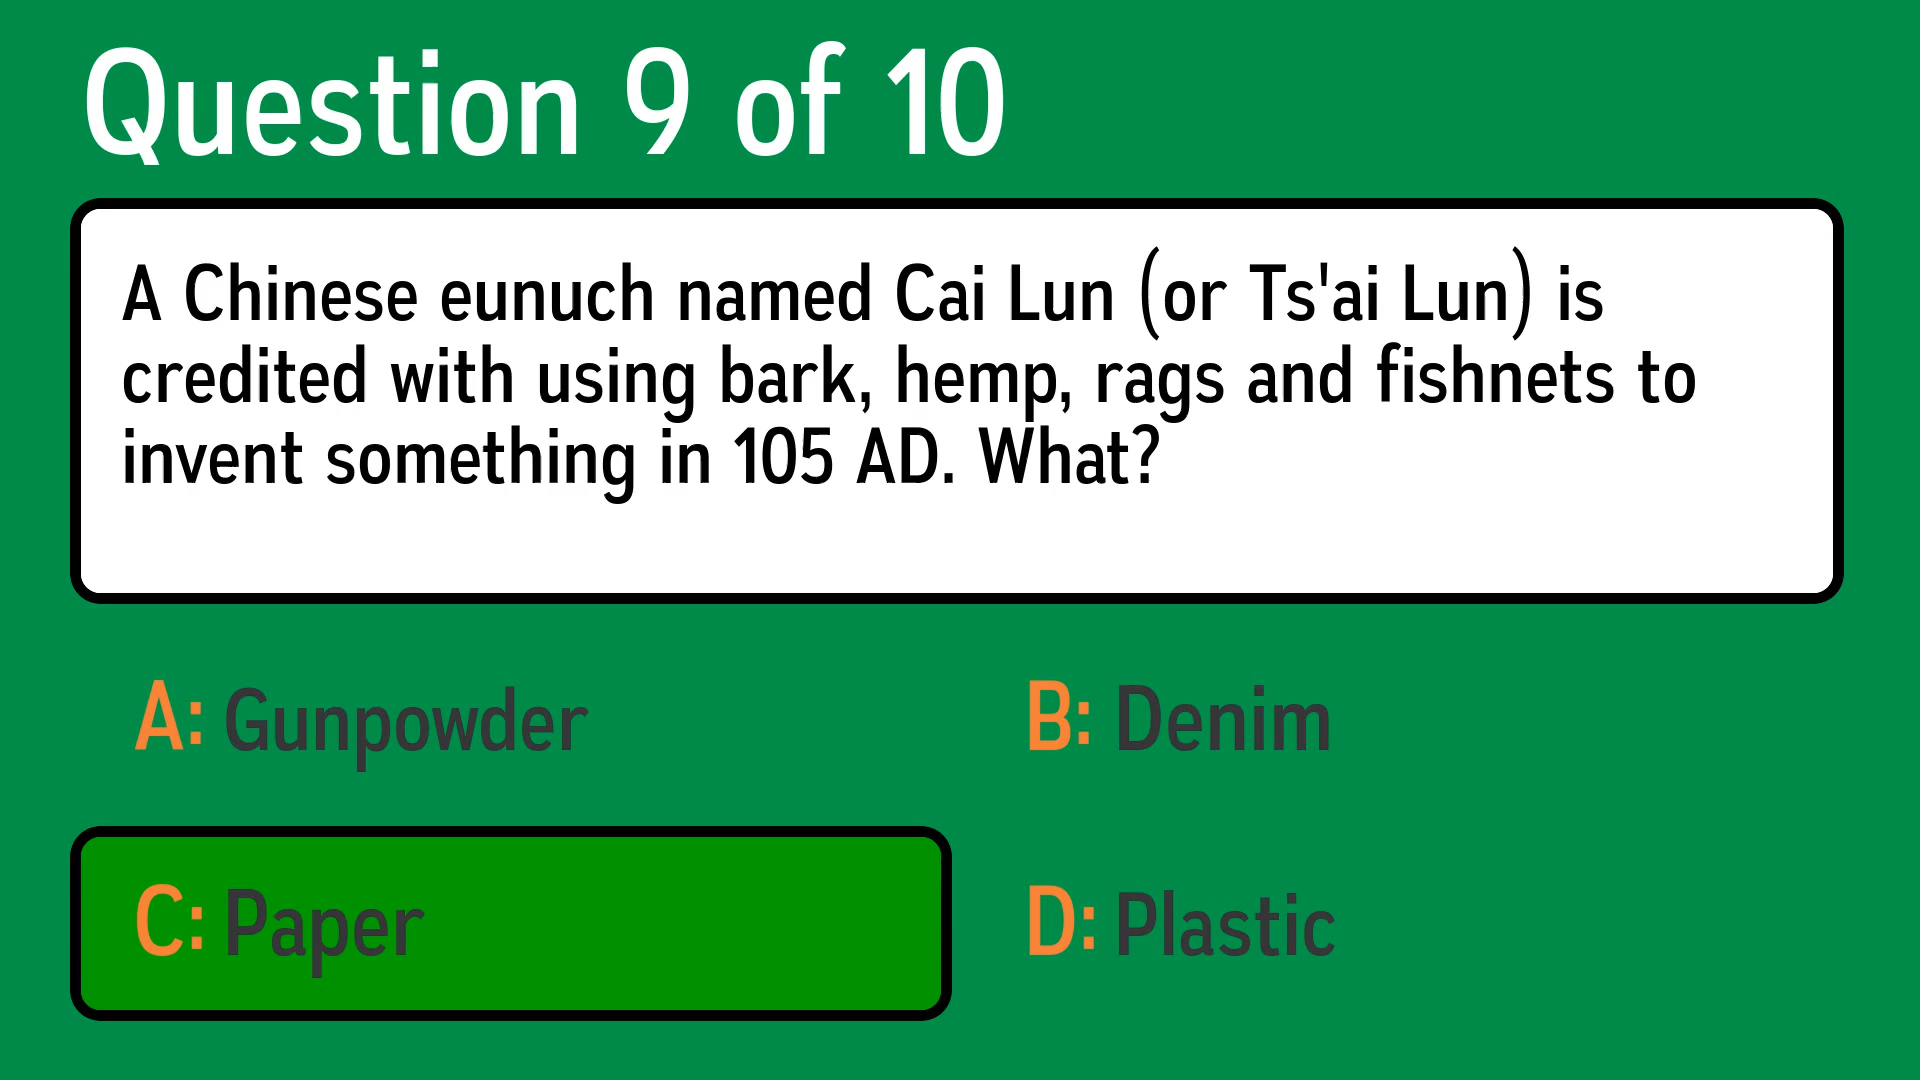 Question 9 of 10
A Chinese eunuch named Cai Lun (or Ts'ai Lun) is
credited with using bark, hemp, rags and fishnets to
invent something in 105 AD. What?
A: Gunpowder
B: Denim
C: Paper
D: Plastic